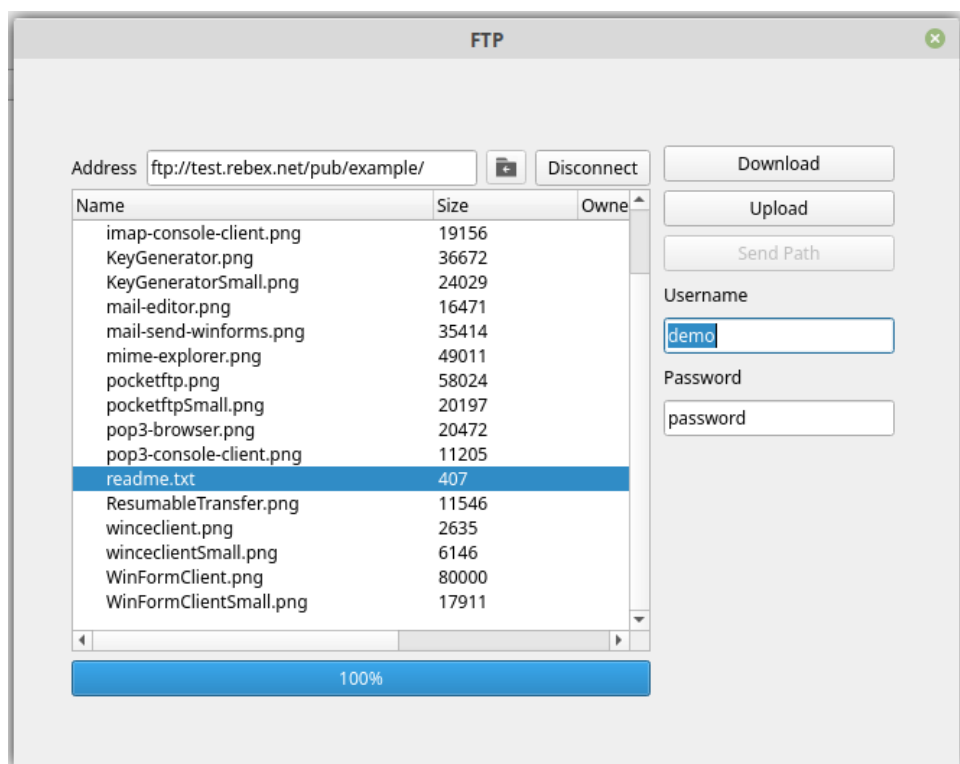 FTP
Address ftp://test.rebex.net/pub/example/ Disconnect Download
Name Size Owne Upload
imap-console-client.png 19156
KeyGenerator.png 36672 Send Path
KeyGeneratorSmall.png 24029
mail-editor.png 16471 Username
mail-send-winforms.png 35414 demo
mime-explorer.png 49011
pocketftp.png 58024 Password
pocketftpSmall.png 20197 password
pop3-browser.png 20472
pop3-console-client.png 11205
readme.txt 407
ResumableTransfer.png 11546
winceclient.png 2635
winceclientSmall.png 6146
WinFormClient.png 80000
WinFormClientSmall.png 17911
100%